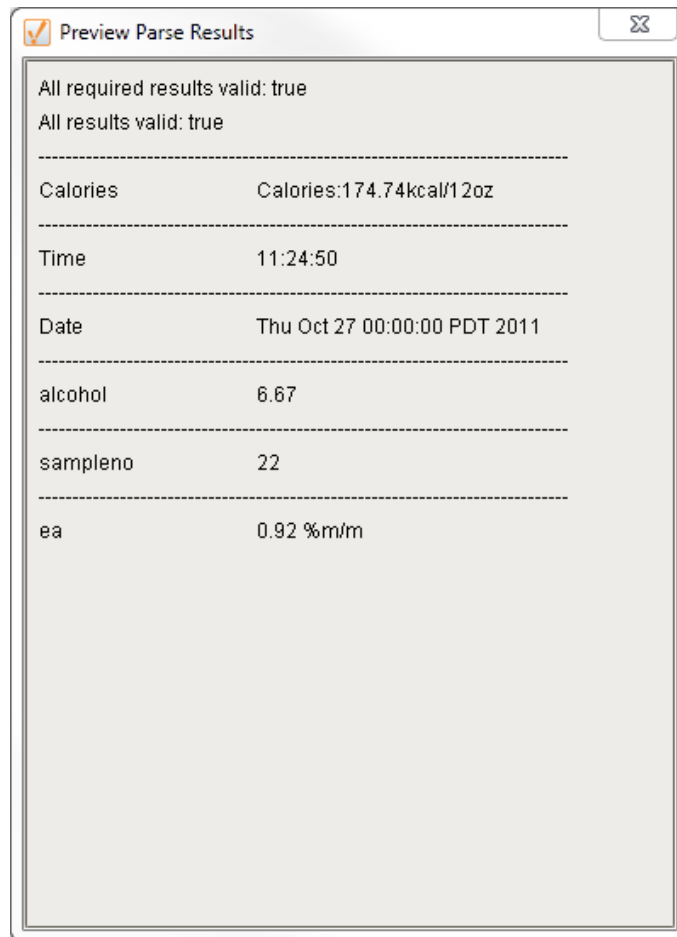 Preview Parse Results
All required results valid: true
All results valid: true
--------------------------------------------------------------------------------
Calories Calories:174.74kcal/12oz
--------------------------------------------------------------------------------
Time 11:24:50
--------------------------------------------------------------------------------
Date Thu Oct 27 00:00:00 PDT 2011
--------------------------------------------------------------------------------
alcohol 6.67
--------------------------------------------------------------------------------
sampleno 22
--------------------------------------------------------------------------------
ea 0.92 %m/m